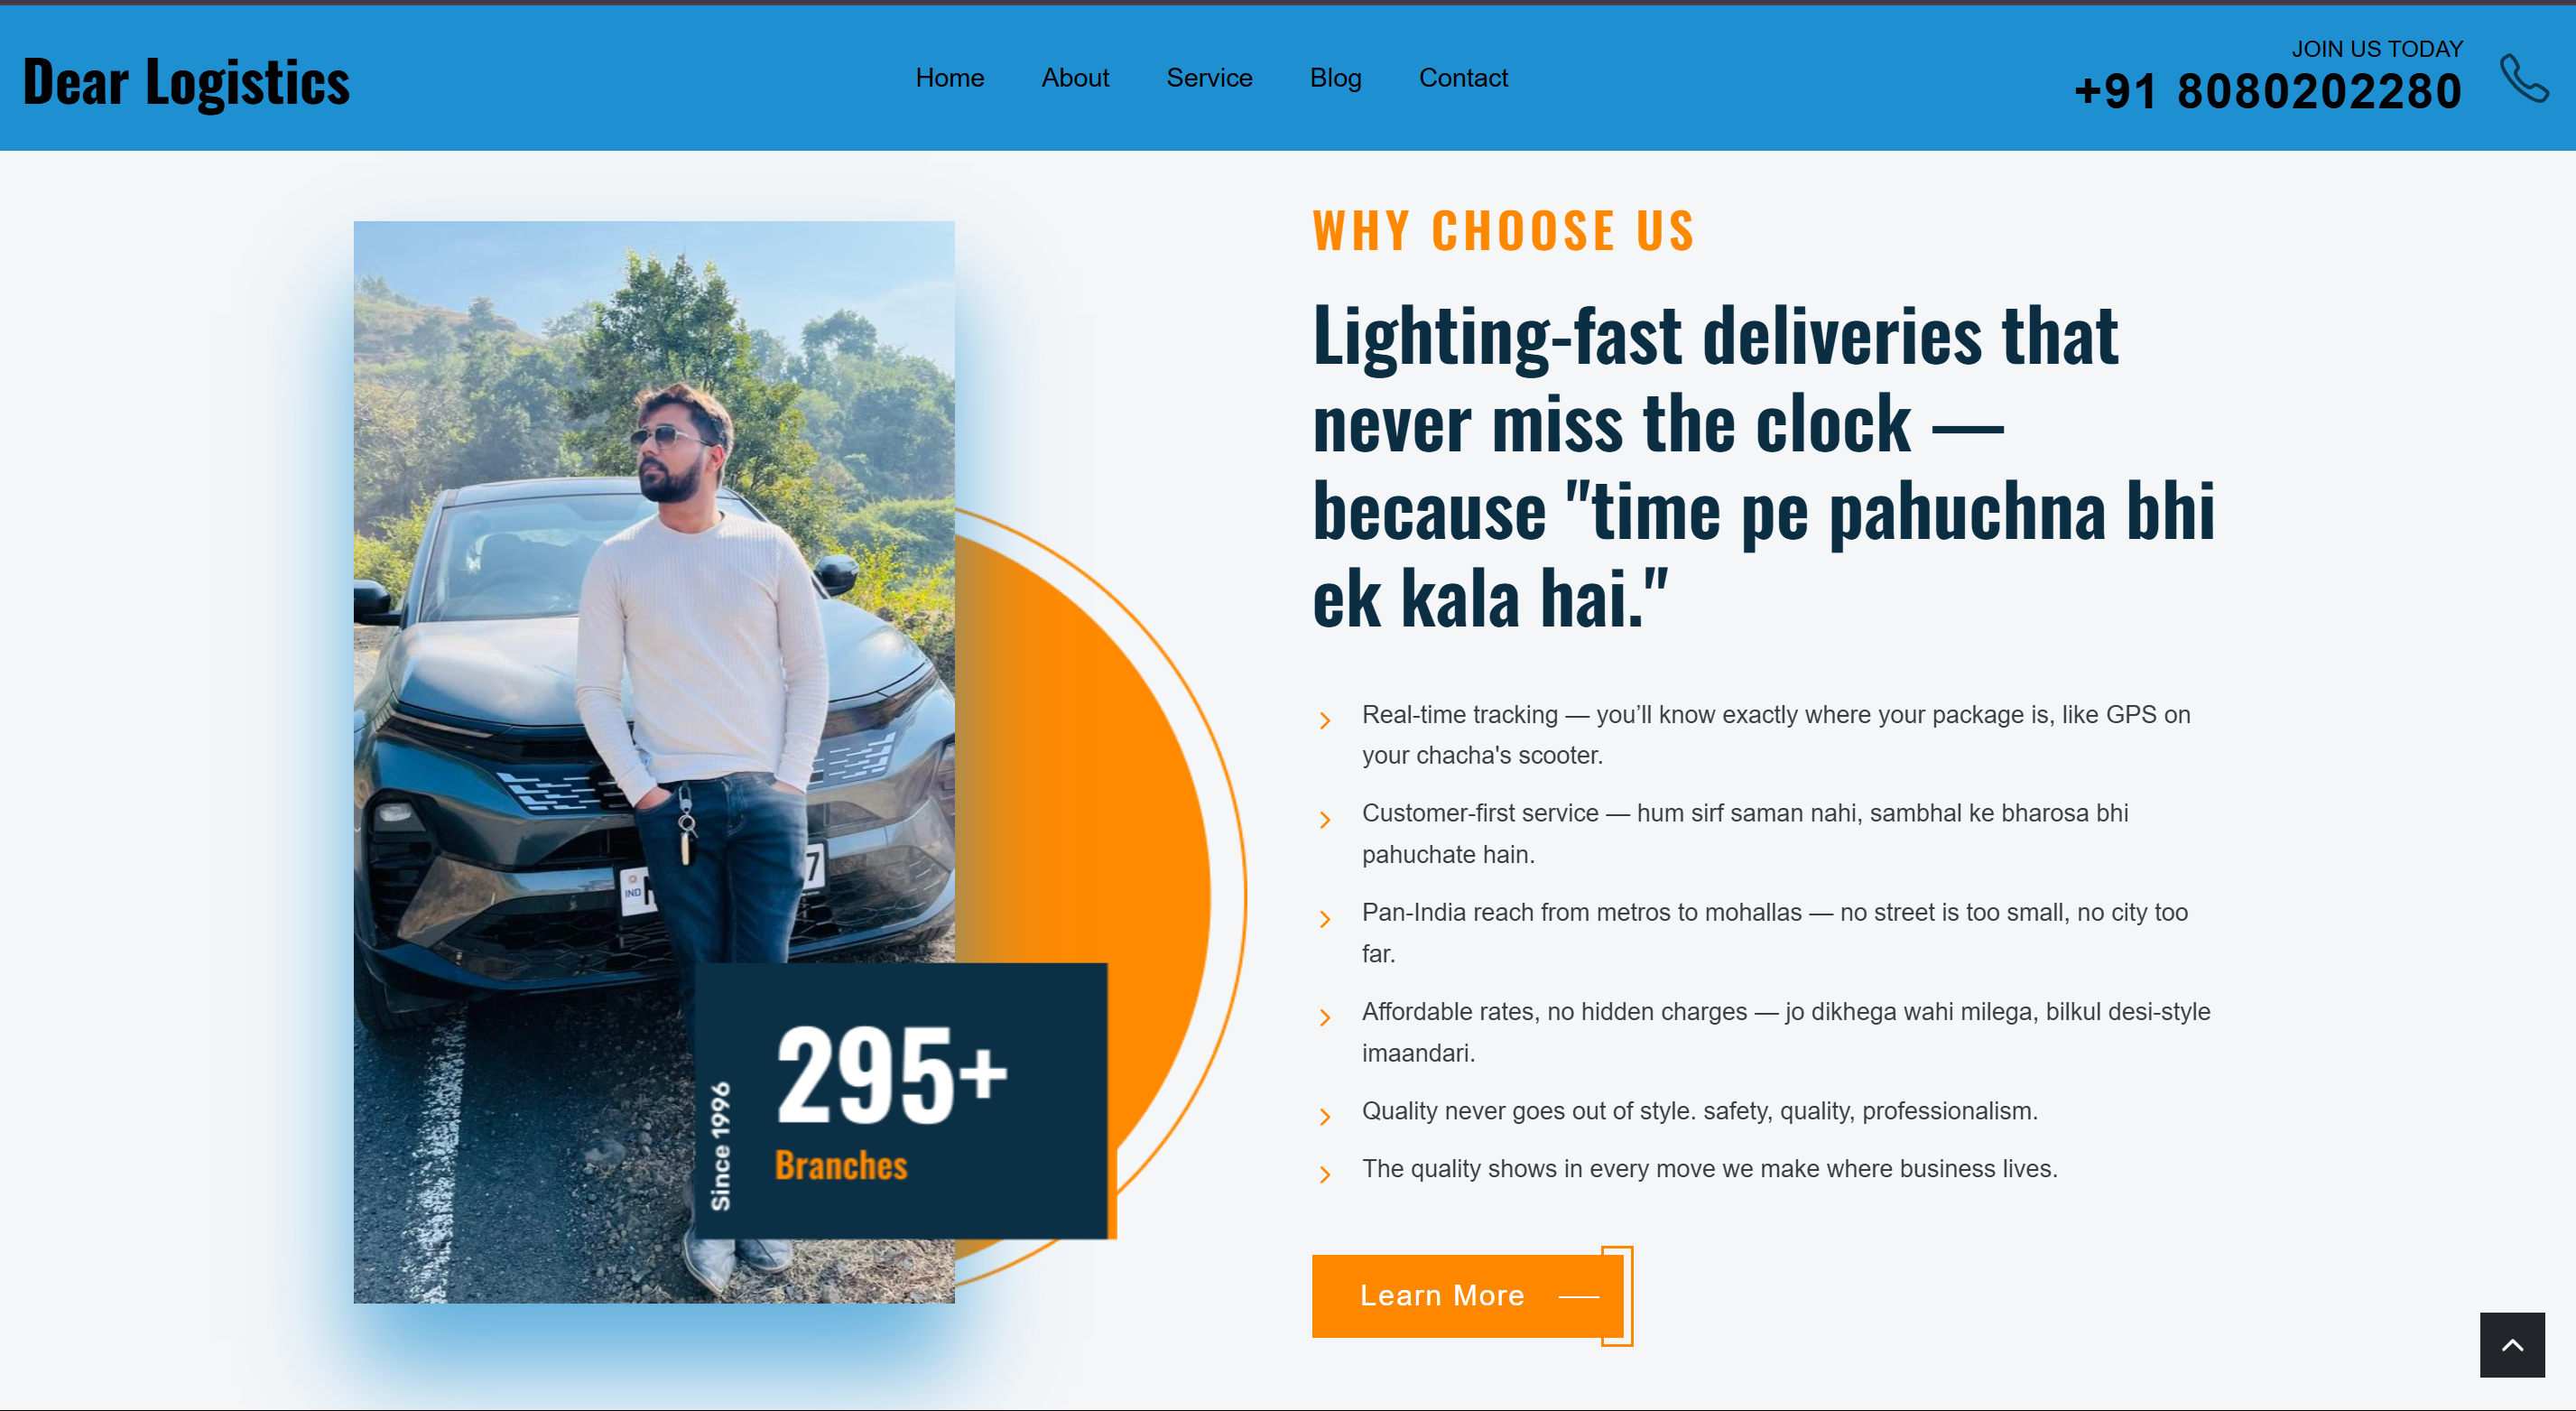 Dear Logistics
Home
About
Service
Blog
Contact
JOIN US TODAY
+91 8080202280
WHY CHOOSE US
Lighting-fast deliveries that
never miss the clock —
because "time pe pahuchna bhi
ek kala hai."
Real-time tracking — you’ll know exactly where your package is, like GPS on
your chacha's scooter.
Customer-first service — hum sirf saman nahi, sambhal ke bharosa bhi
pahuchate hain.
Pan-India reach from metros to mohallas — no street is too small, no city too
far.
Affordable rates, no hidden charges — jo dikhega wahi milega, bilkul desi-style
imaandari.
Quality never goes out of style. safety, quality, professionalism.
The quality shows in every move we make where business lives.
Learn More
IND
7
Since 1996
295+
Branches